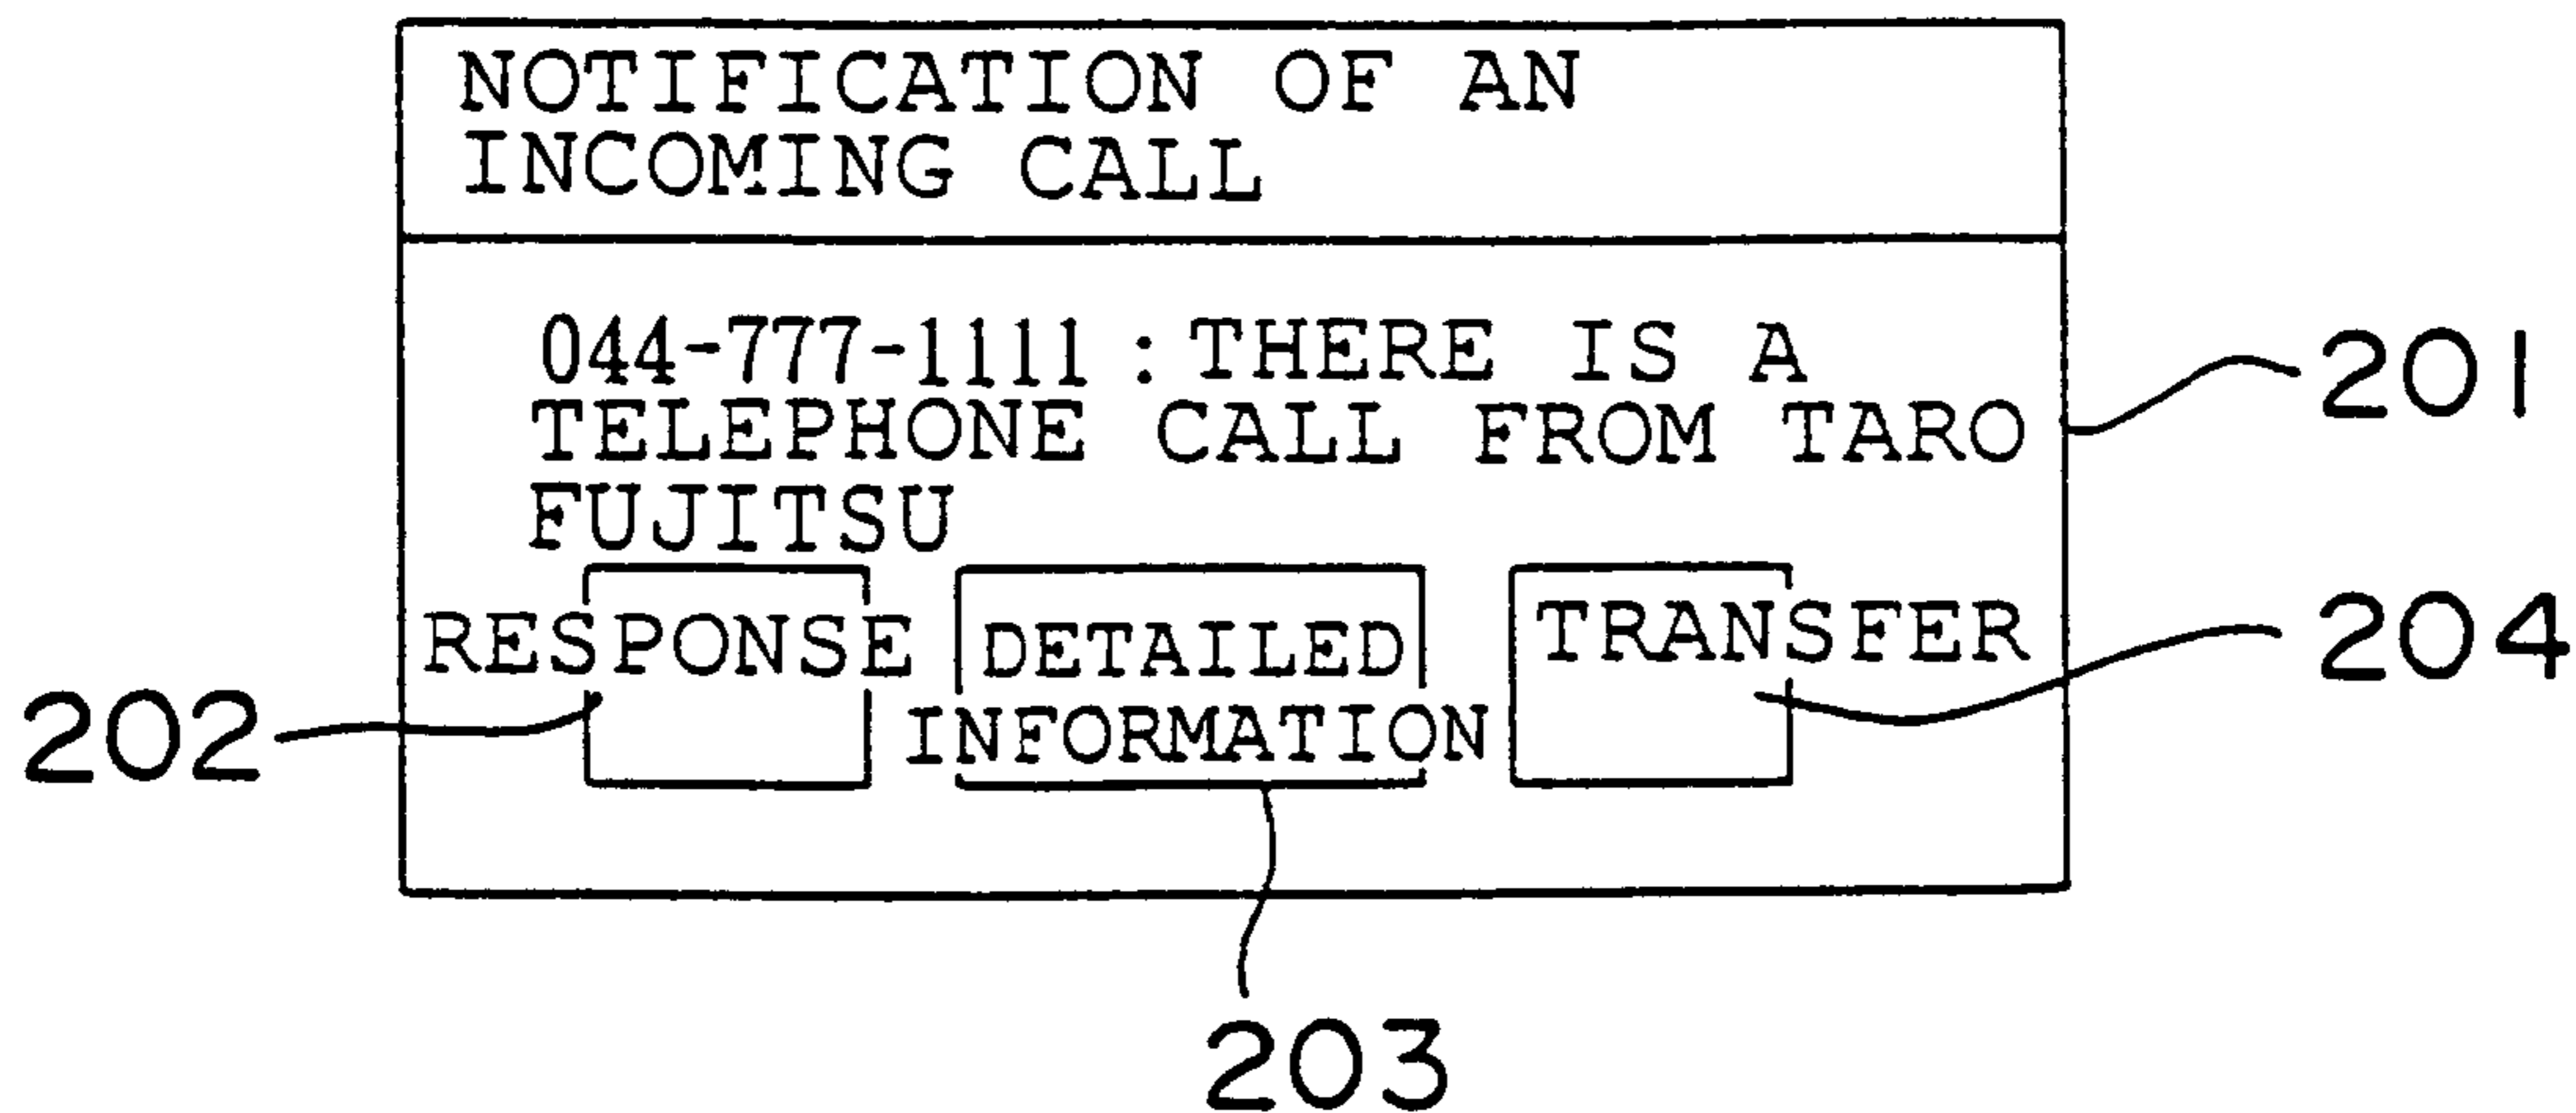 NOTIFICATION OF AN
INCOMING CALL
044-777-1111 : THERE IS A
TELEPHONE CALL FROM TARO
FUJITSU
RESPONSE
DETAILED
INFORMATION
TRANSFER
201
202
203
204